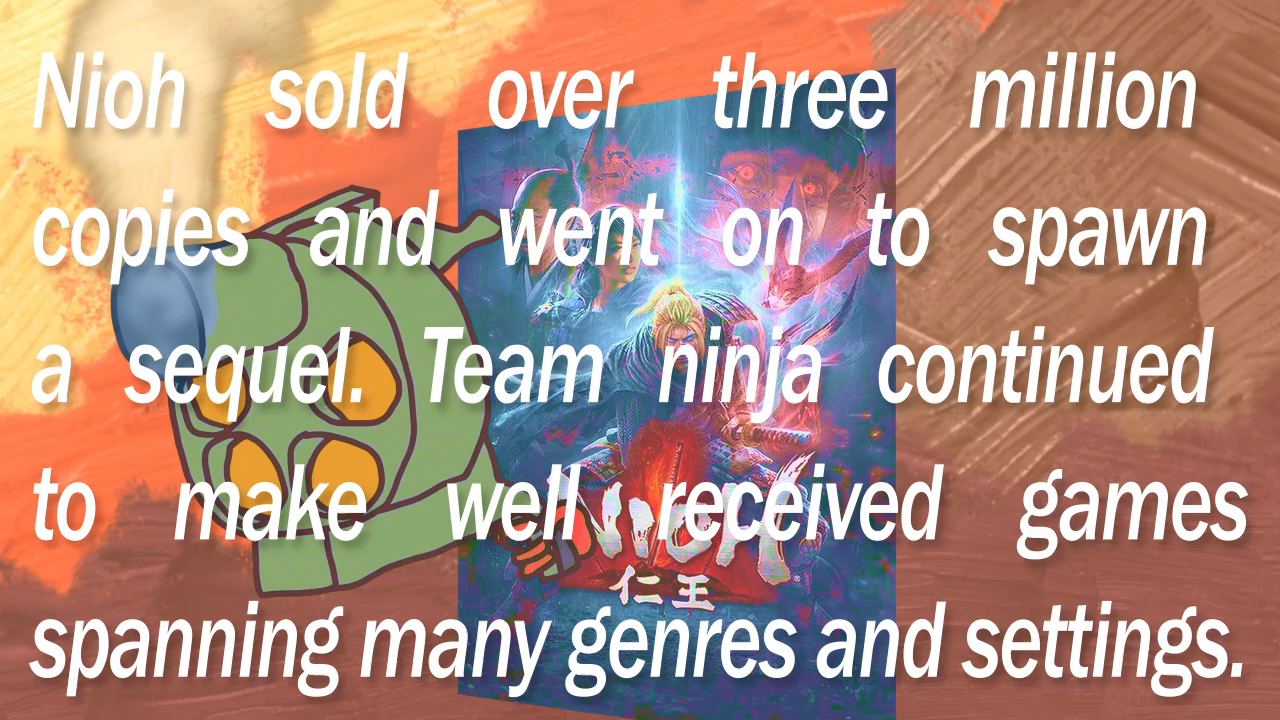 Nioh sold over three million
copies and went on to spawn
a sequel. Team ninja continued
to make well received games
spanning many genres and settings.
NIOH
仁王